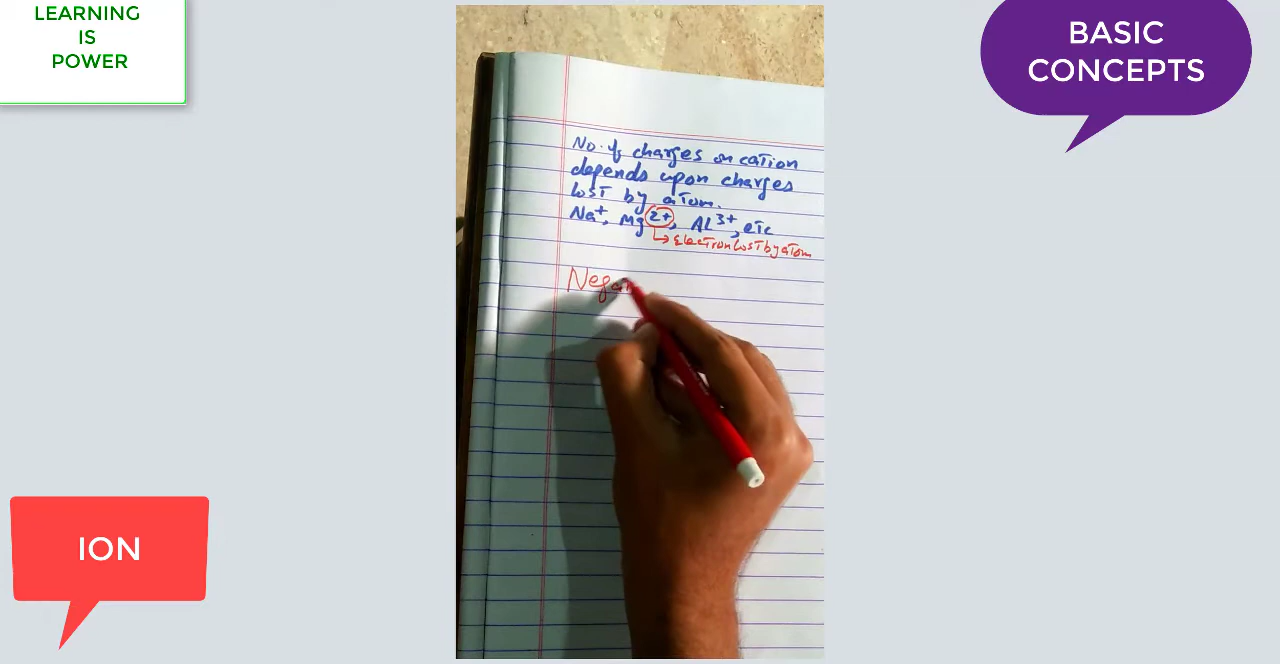 LEARNING
IS
POWER
BASIC
CONCEPTS
No. of charges on cation
depends upon charges
lost by atom.
Na⁺, Mg²⁺, Al³⁺, etc
↳ Electron lost by atom
ION